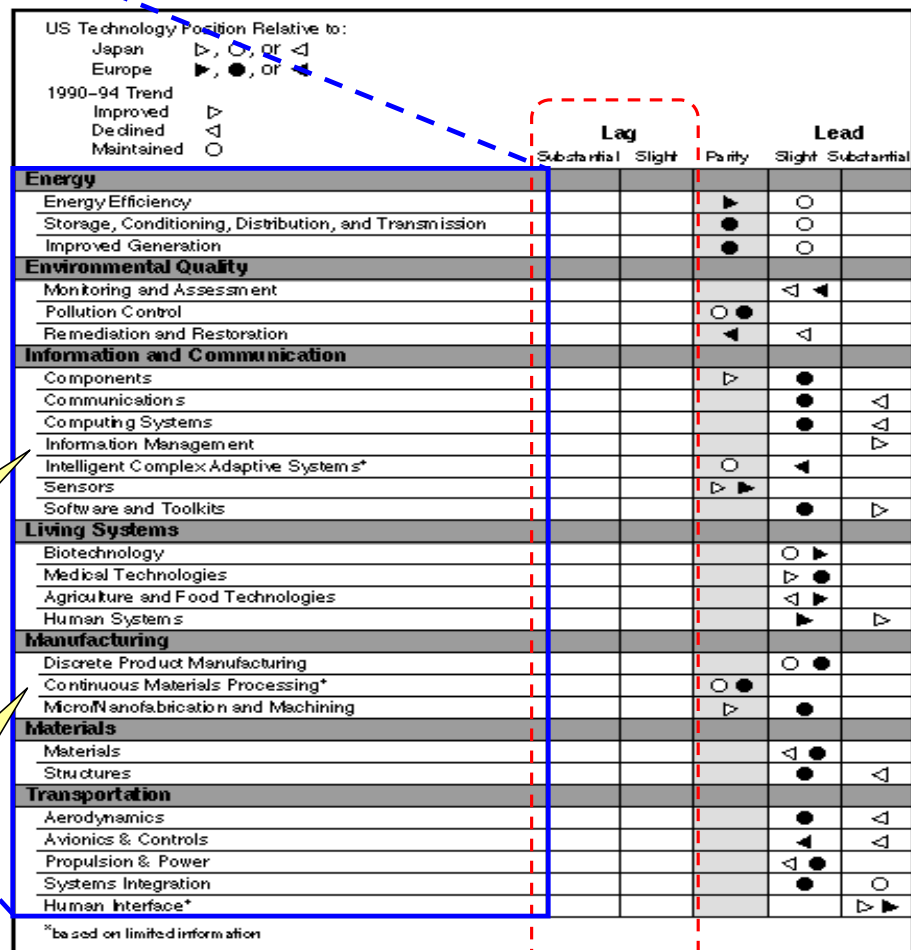 US Technology Position Relative to:
Japan ▷, ○, or ◁
Europe ▶, ●, or ◀
1990–94 Trend
Improved ▷
Declined ◁
Maintained ○
Lag Lead
Substantial Slight Parity Slight Substantial
Energy
Energy Efficiency
Storage, Conditioning, Distribution, and Transmission
Improved Generation
Environmental Quality
Monitoring and Assessment
Pollution Control
Remediation and Restoration
Information and Communication
Components
Communications
Computing Systems
Information Management
Intelligent Complex Adaptive Systems*
Sensors
Software and Toolkits
Living Systems
Biotechnology
Medical Technologies
Agriculture and Food Technologies
Human Systems
Manufacturing
Discrete Product Manufacturing
Continuous Materials Processing*
Micro/Nanofabrication and Machining
Materials
Materials
Structures
Transportation
Aerodynamics
Avionics & Controls
Propulsion & Power
Systems Integration
Human Interface*
*based on limited information